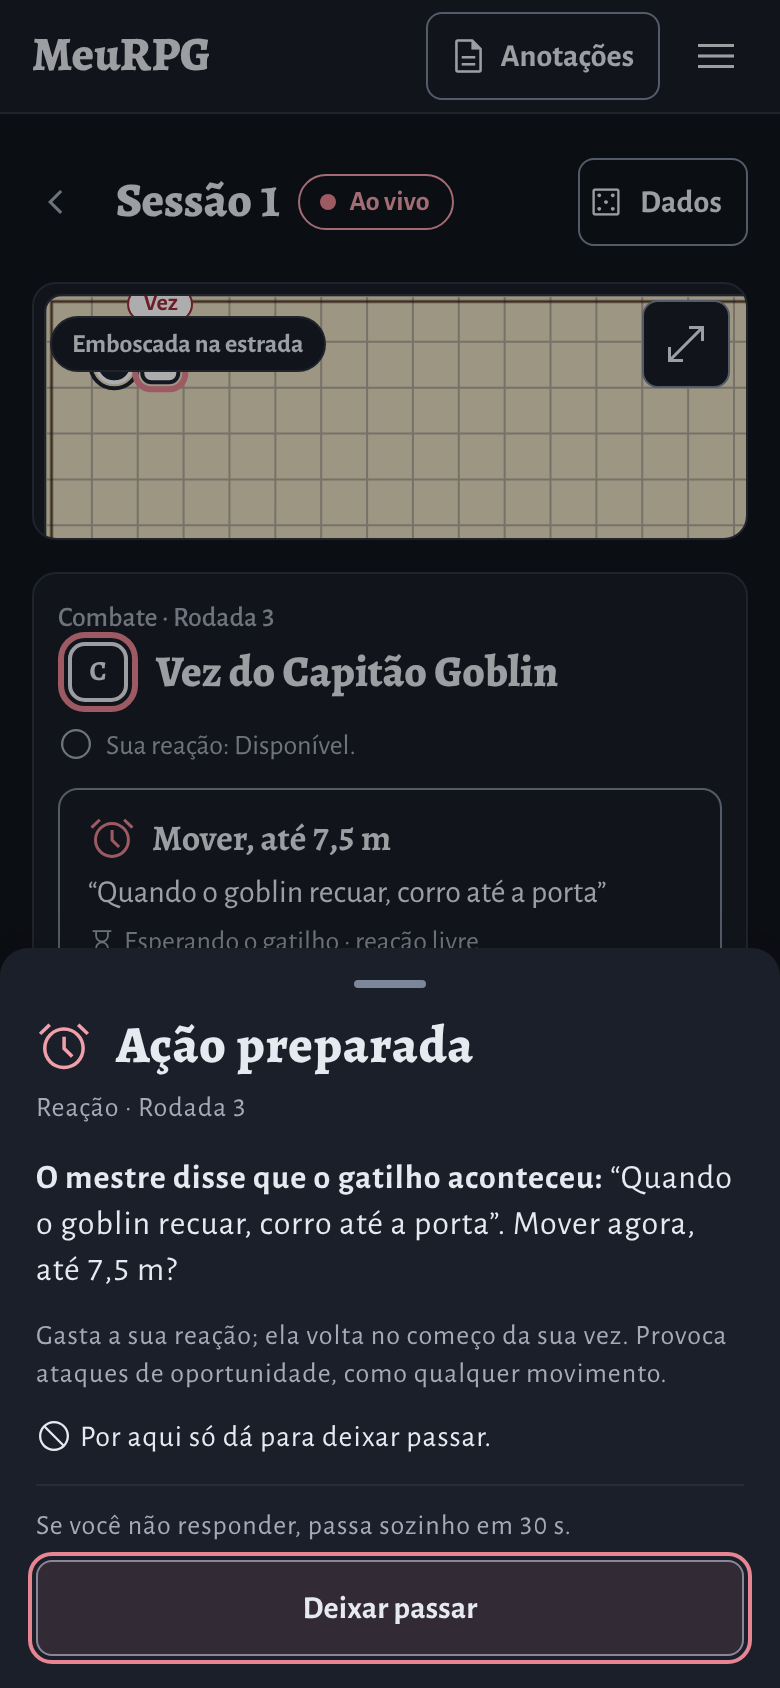 MeuRPG
Anotações
Sessão 1
Ao vivo
Dados
Vez
Emboscada na estrada
Combate · Rodada 3
C
Vez do Capitão Goblin
Sua reação: Disponível.
Mover, até 7,5 m
“Quando o goblin recuar, corro até a porta”
Esperando o gatilho · reação livre
Ação preparada
Reação · Rodada 3
O mestre disse que o gatilho aconteceu: “Quando
o goblin recuar, corro até a porta”. Mover agora,
até 7,5 m?
Gasta a sua reação; ela volta no começo da sua vez. Provoca
ataques de oportunidade, como qualquer movimento.
Por aqui só dá para deixar passar.
Se você não responder, passa sozinho em 30 s.
Deixar passar